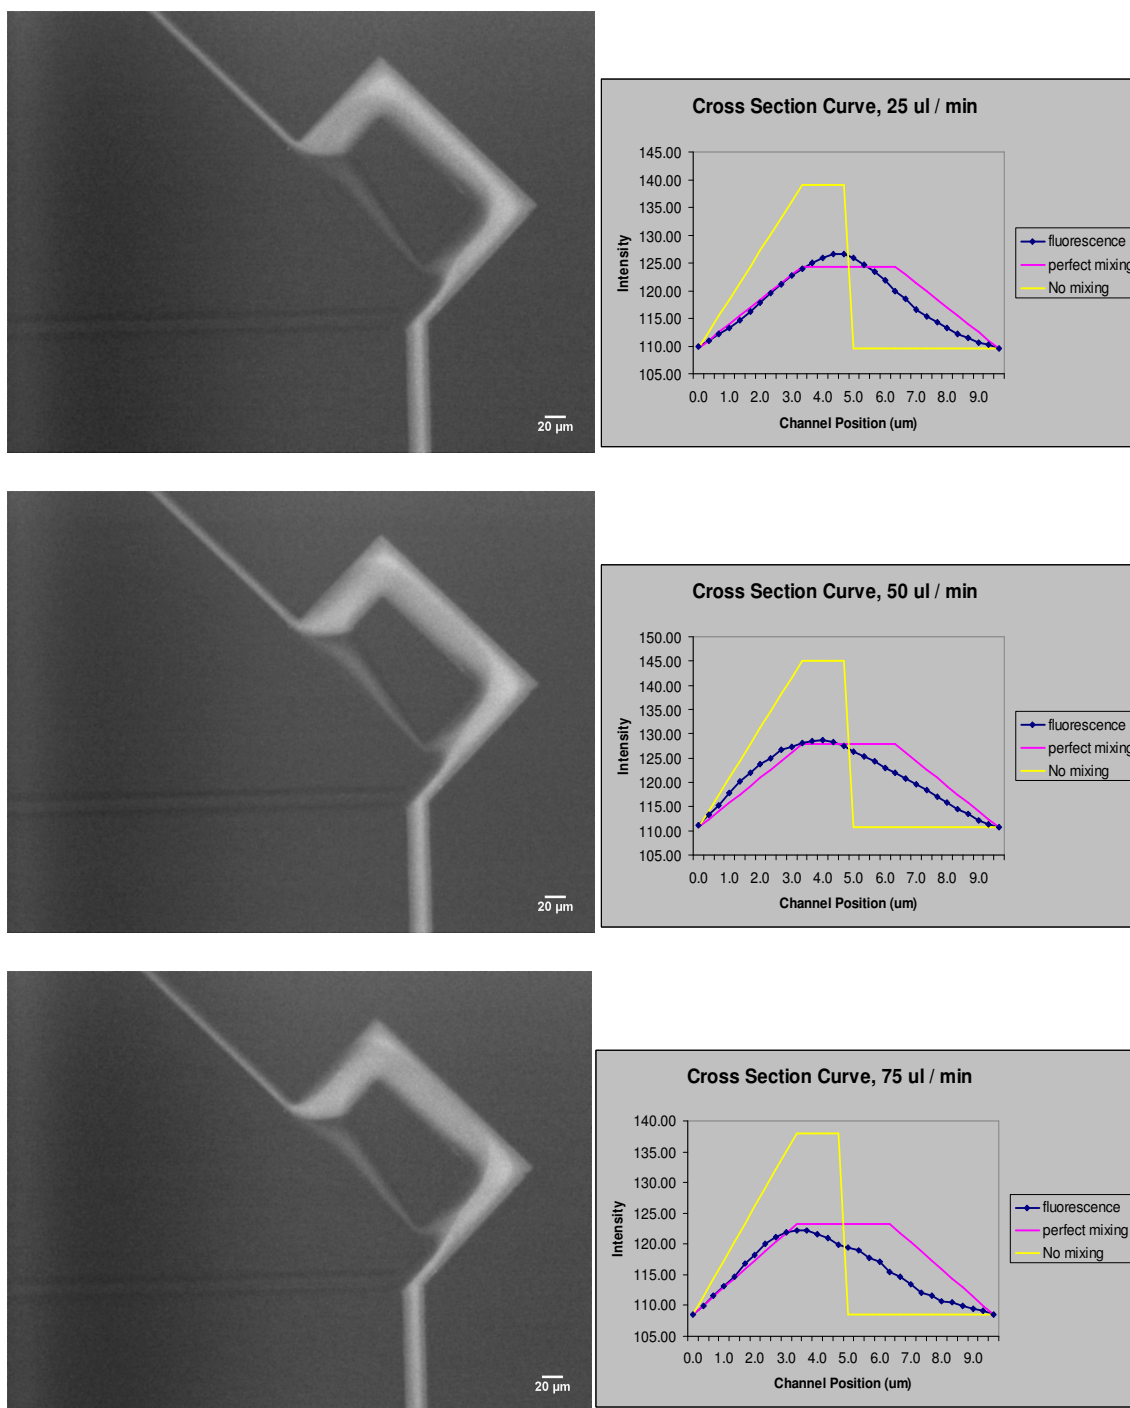 20 µm
Cross Section Curve, 25 ul / min
145.00
140.00
135.00
130.00
125.00
120.00
115.00
110.00
105.00
Intensity
0.0 1.0 2.0 3.0 4.0 5.0 6.0 7.0 8.0 9.0
Channel Position (um)
fluorescence
perfect mixing
No mixing
20 µm
Cross Section Curve, 50 ul / min
150.00
145.00
140.00
135.00
130.00
125.00
120.00
115.00
110.00
105.00
Intensity
0.0 1.0 2.0 3.0 4.0 5.0 6.0 7.0 8.0 9.0
Channel Position (um)
fluorescence
perfect mixing
No mixing
20 µm
Cross Section Curve, 75 ul / min
140.00
135.00
130.00
125.00
120.00
115.00
110.00
105.00
Intensity
0.0 1.0 2.0 3.0 4.0 5.0 6.0 7.0 8.0 9.0
Channel Position (um)
fluorescence
perfect mixing
No mixing